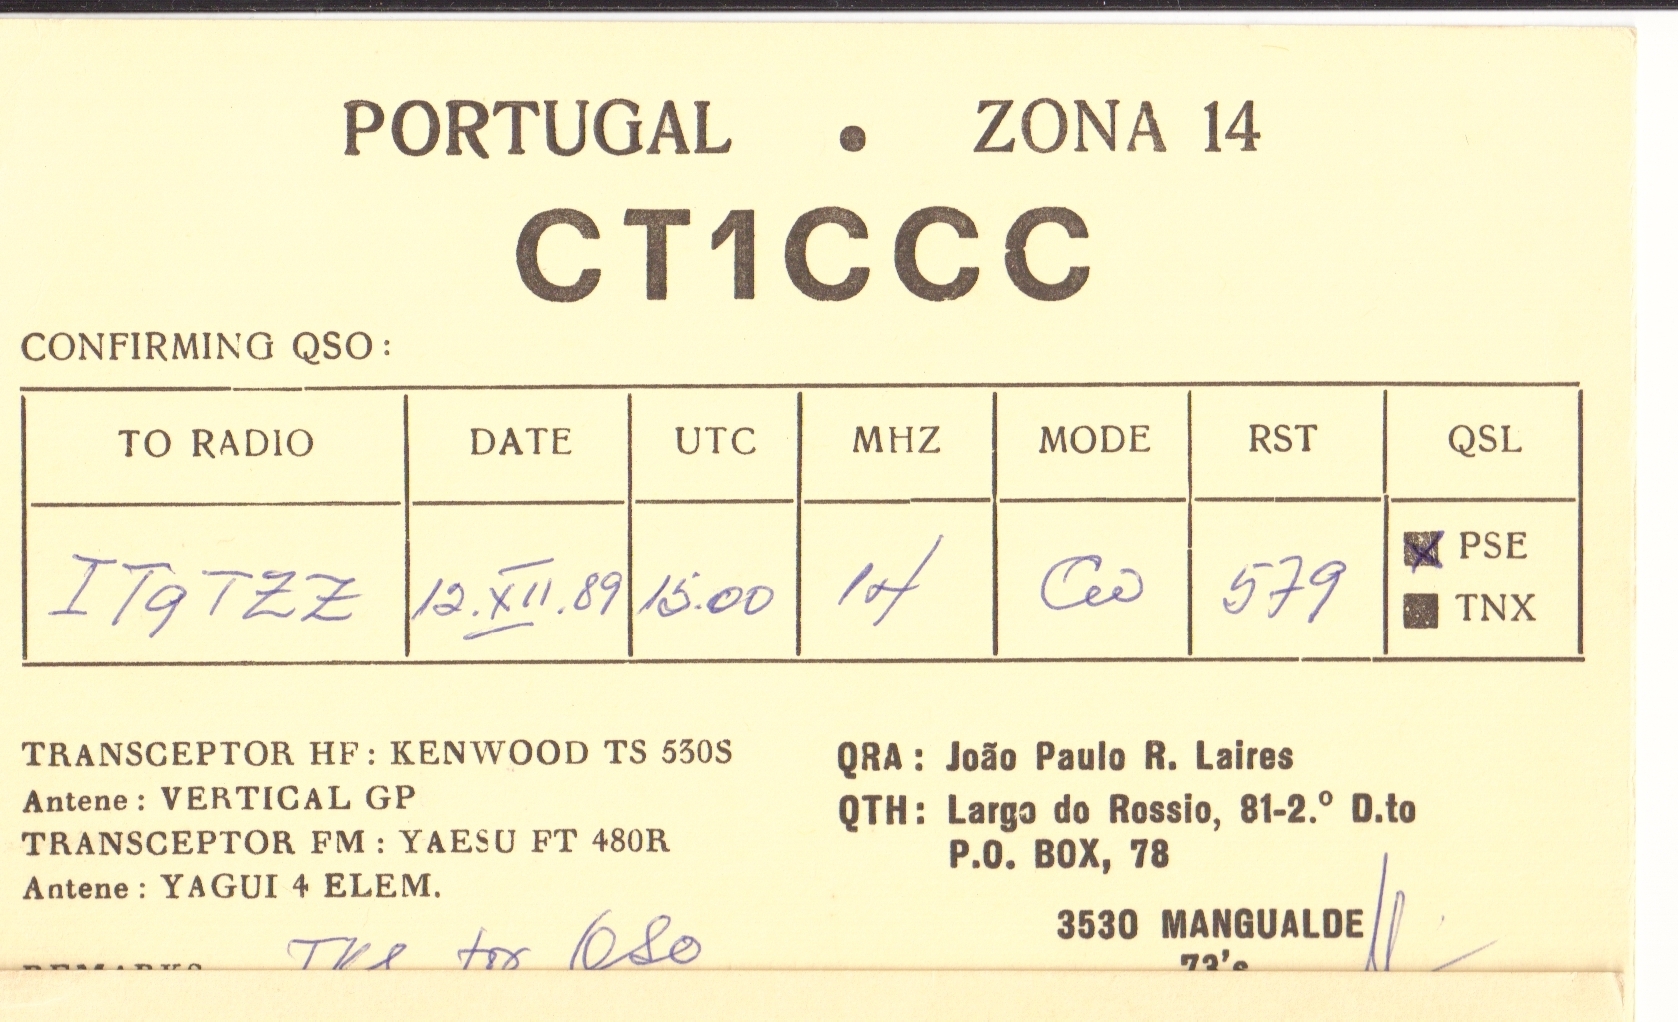 PORTUGAL • ZONA 14
CT1CCC
CONFIRMING QSO:
TO RADIO DATE UTC MHZ MODE RST QSL
IT9TZZ 12.XII.89 15.00 14 CW 579
PSE
TNX
TRANSCEPTOR HF: KENWOOD TS 530S
Antene: VERTICAL GP
TRANSCEPTOR FM: YAESU FT 480R
Antene: YAGUI 4 ELEM.
QRA: João Paulo R. Laires
QTH: Largo do Rossio, 81-2.º D.to
P.O. BOX, 78
3530 MANGUALDE
73's
REMARKS TKS for QSO